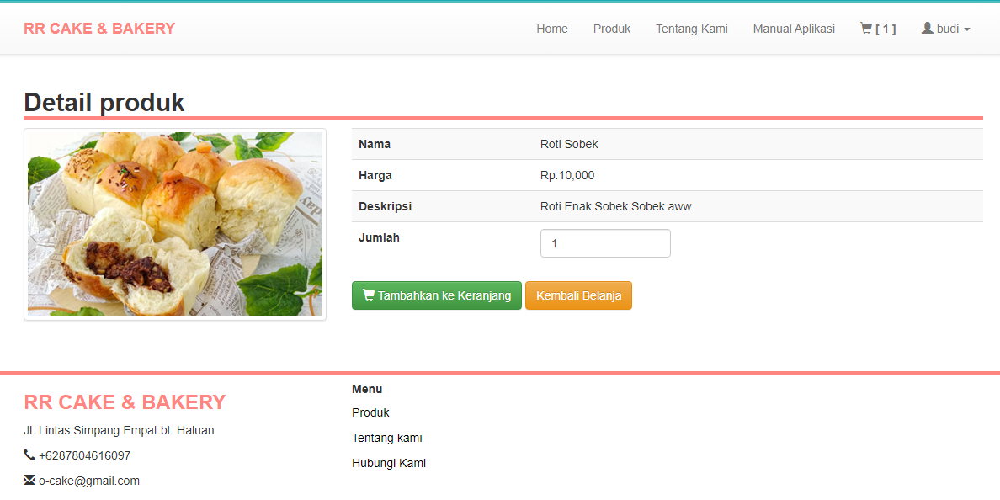 RR CAKE & BAKERY
Home Produk Tentang Kami Manual Aplikasi [ 1 ] budi
Detail produk
Nama Roti Sobek
Harga Rp.10,000
Deskripsi Roti Enak Sobek Sobek aww
Jumlah 1
Tambahkan ke Keranjang Kembali Belanja
RR CAKE & BAKERY
Jl. Lintas Simpang Empat bt. Haluan
+6287804616097
o-cake@gmail.com
Menu
Produk
Tentang kami
Hubungi Kami